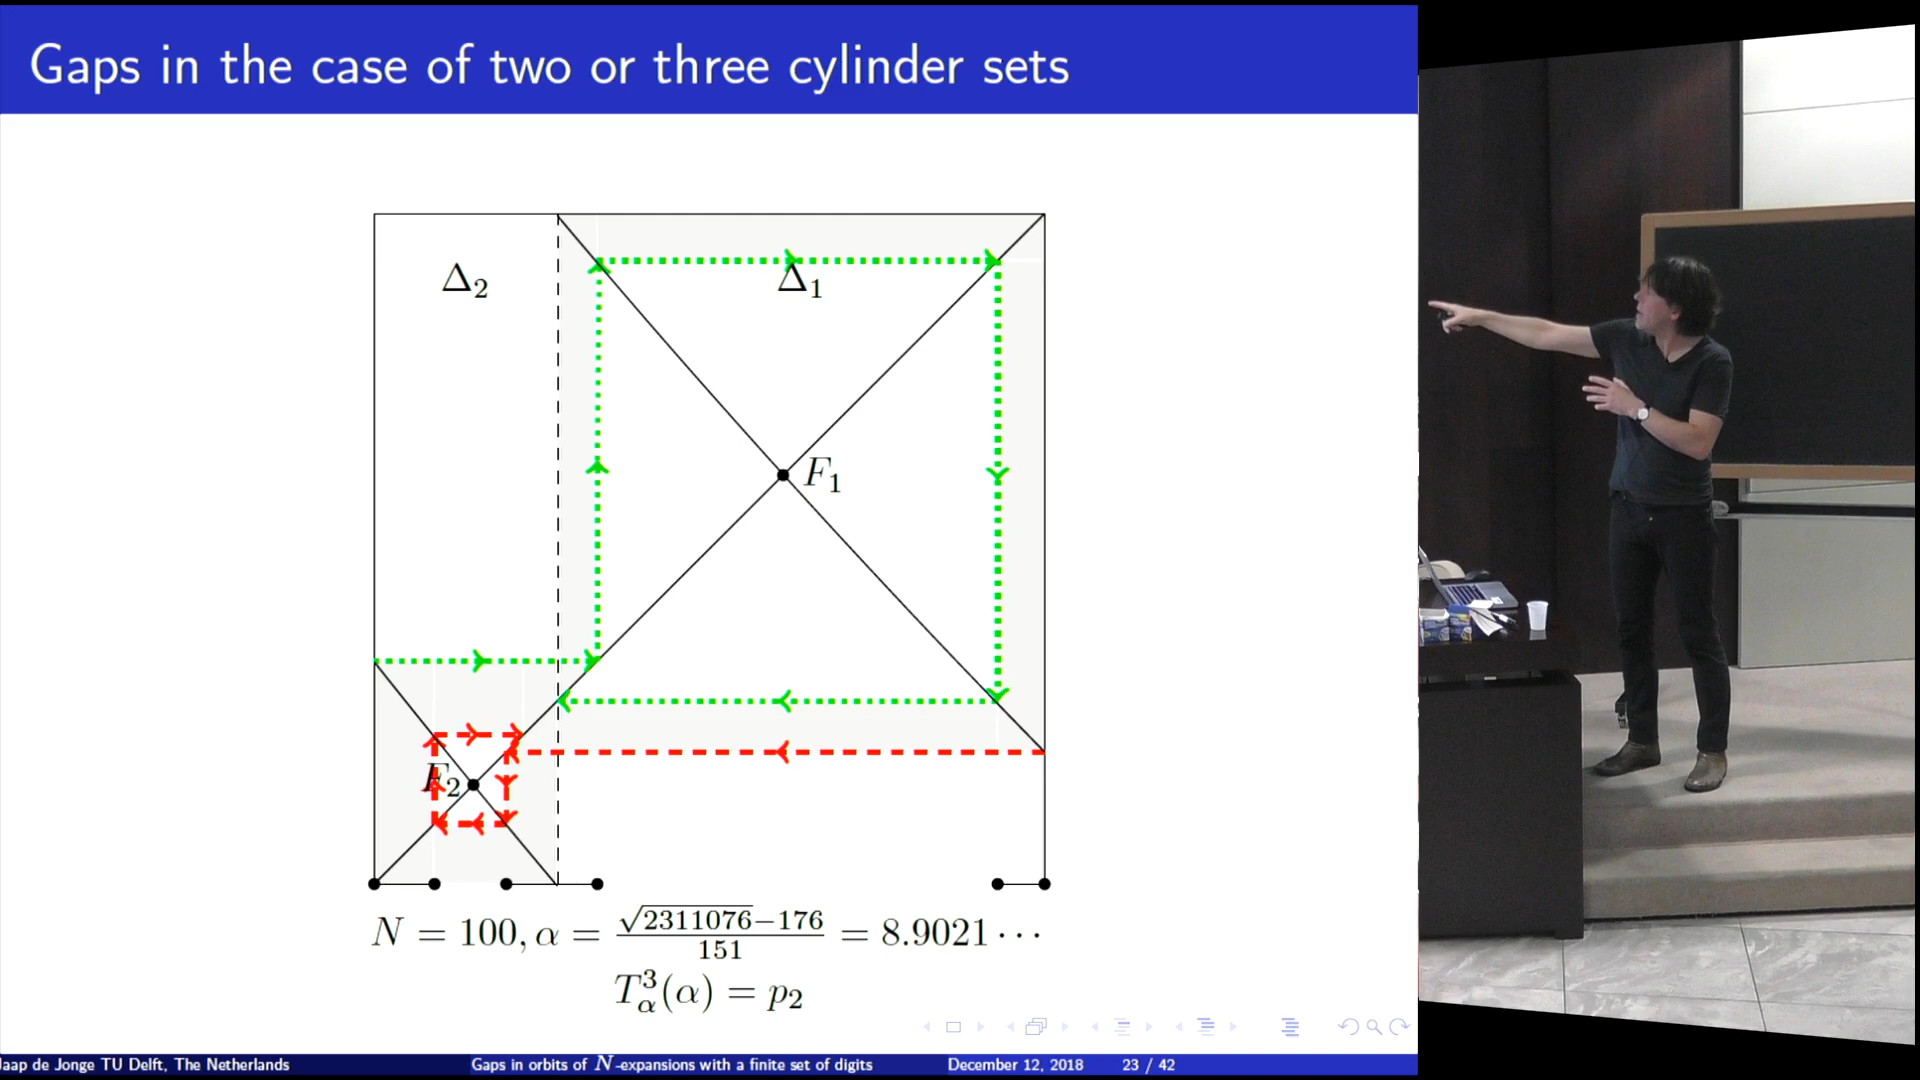 Gaps in the case of two or three cylinder sets
Δ₂
Δ₁
F₁
F₂
N = 100, α = (√2311076−176)/151 = 8.9021⋯
T_α^3(α) = p₂
Jaap de Jonge TU Delft, The Netherlands
Gaps in orbits of N-expansions with a finite set of digits
December 12, 2018
23 / 42